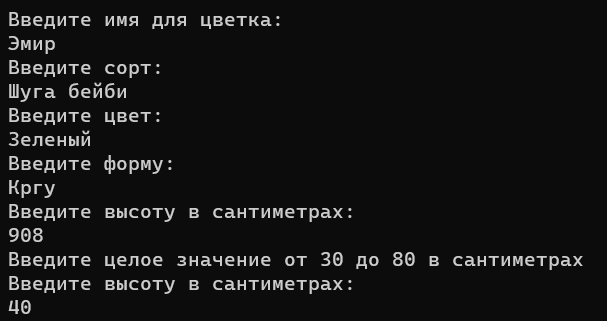 Введите имя для цветка:
Эмир
Введите сорт:
Шуга бейби
Введите цвет:
Зеленый
Введите форму:
Кргу
Введите высоту в сантиметрах:
908
Введите целое значение от 30 до 80 в сантиметрах
Введите высоту в сантиметрах:
40